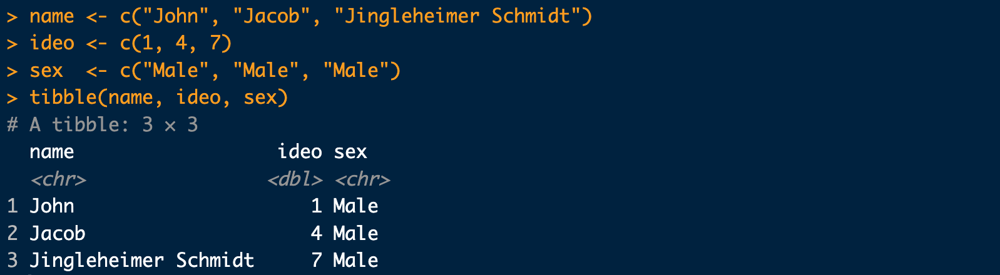 > name <- c("John", "Jacob", "Jingleheimer Schmidt")
> ideo <- c(1, 4, 7)
> sex  <- c("Male", "Male", "Male")
> tibble(name, ideo, sex)
# A tibble: 3 × 3
  name                  ideo sex
  <chr>                <dbl> <chr>
1 John                     1 Male
2 Jacob                    4 Male
3 Jingleheimer Schmidt     7 Male